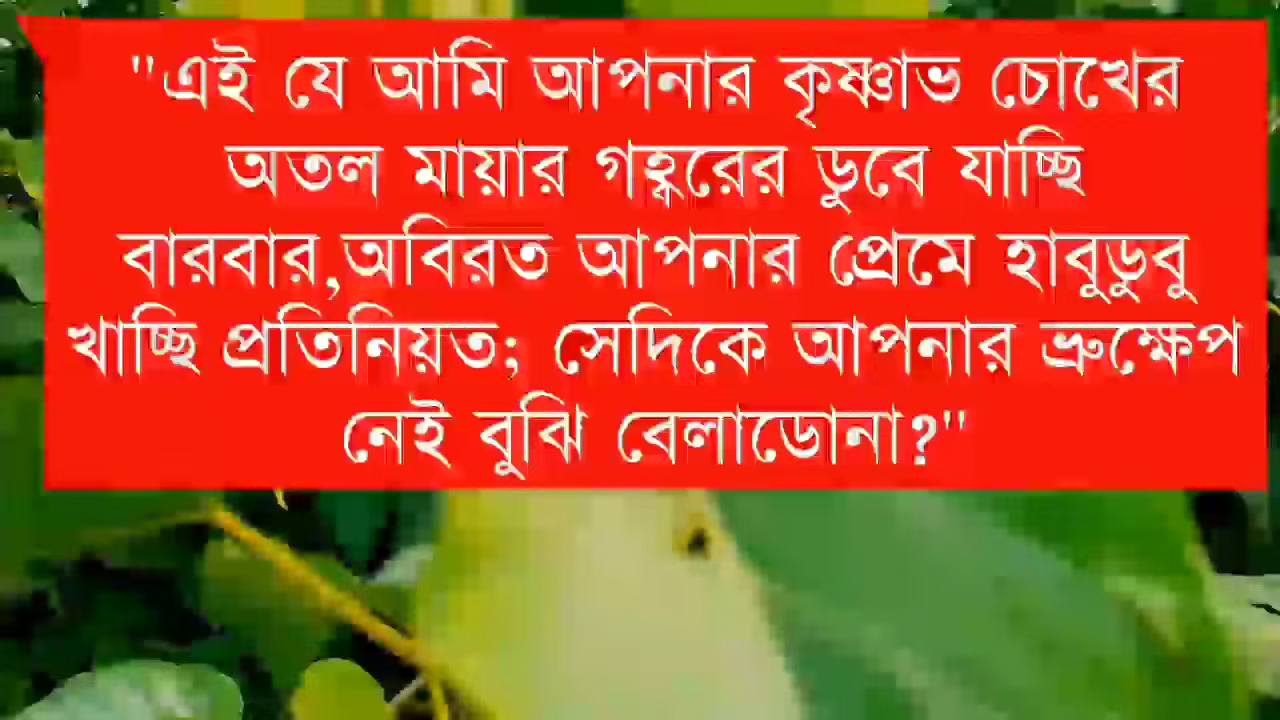 "এই যে আমি আপনার কৃষ্ণাভ চোখের
অতল মায়ার গহ্বরের ডুবে যাচ্ছি
বারবার,অবিরত আপনার প্রেমে হাবুডুবু
খাচ্ছি প্রতিনিয়ত; সেদিকে আপনার ভ্রুক্ষেপ
নেই বুঝি বেলাডোনা?"